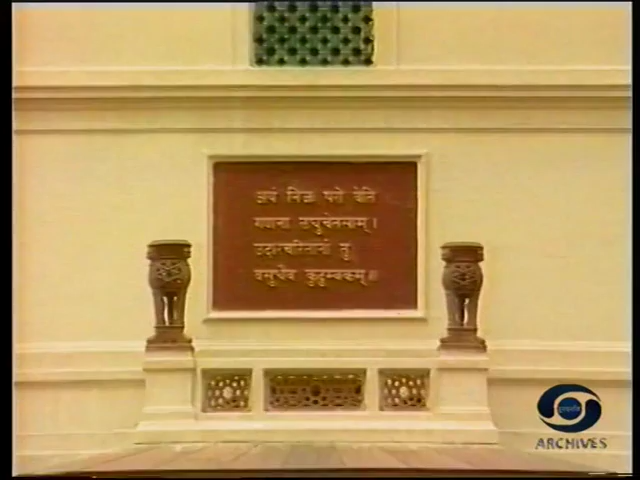 अयं निजः परो वेति
गणना लघुचेतसाम् ।
उदारचरितानां तु
वसुधैव कुटुम्बकम् ॥
ARCHIVES